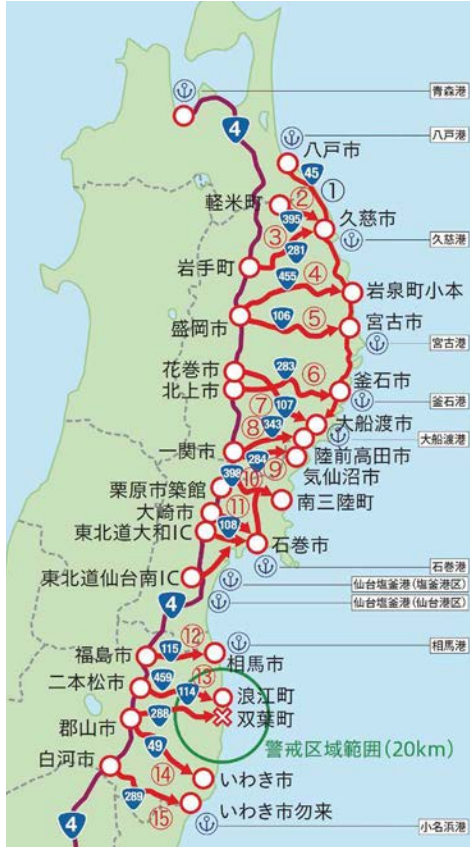 青森港
4
八戸港
八戸市
45
①
軽米町
②
395
久慈市
久慈港
③
281
岩手町
455
④
岩泉町小本
盛岡市
106
⑤
宮古市
宮古港
花巻市
283
⑥
北上市
釜石市
釜石港
⑦
107
343
大船渡市
大船渡港
⑧
一関市
284
陸前高田市
⑨
398
⑩
気仙沼市
栗原市築館
南三陸町
大崎市
⑪
東北道大和IC
108
石巻市
石巻港
東北道仙台南IC
仙台塩釜港(塩釜港区)
仙台塩釜港(仙台港区)
4
⑫
相馬港
福島市
115
相馬市
二本松市
459
⑬
114
浪江町
288
双葉町
郡山市
警戒区域範囲(20km)
49
白河市
⑭
いわき市
289
⑮
いわき市勿来
4
小名浜港